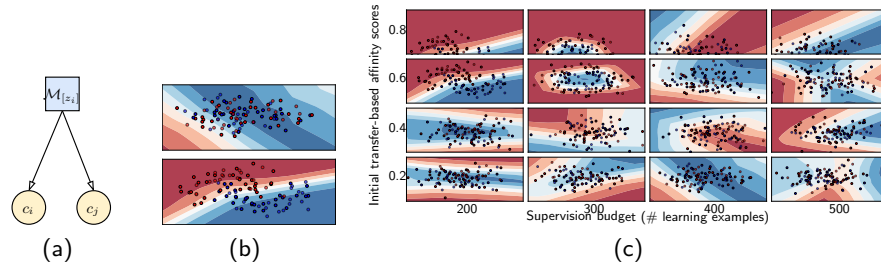 Initial transfer-based affinity scores
0.8
0.6
0.4
0.2
200
300
400
500
Supervision budget (# learning examples)
M[zi]
ci
cj
(a)
(b)
(c)